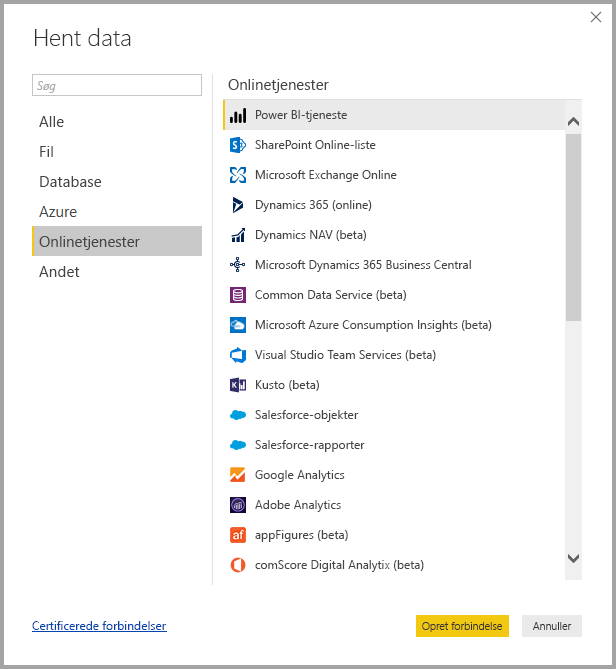 Hent data
Søg
Alle
Fil
Database
Azure
Onlinetjenester
Andet
Onlinetjenester
Power BI-tjeneste
SharePoint Online-liste
Microsoft Exchange Online
Dynamics 365 (online)
Dynamics NAV (beta)
Microsoft Dynamics 365 Business Central
Common Data Service (beta)
Microsoft Azure Consumption Insights (beta)
Visual Studio Team Services (beta)
Kusto (beta)
Salesforce-objekter
Salesforce-rapporter
Google Analytics
Adobe Analytics
appFigures (beta)
comScore Digital Analytix (beta)
Certificerede forbindelser
Opret forbindelse
Annuller